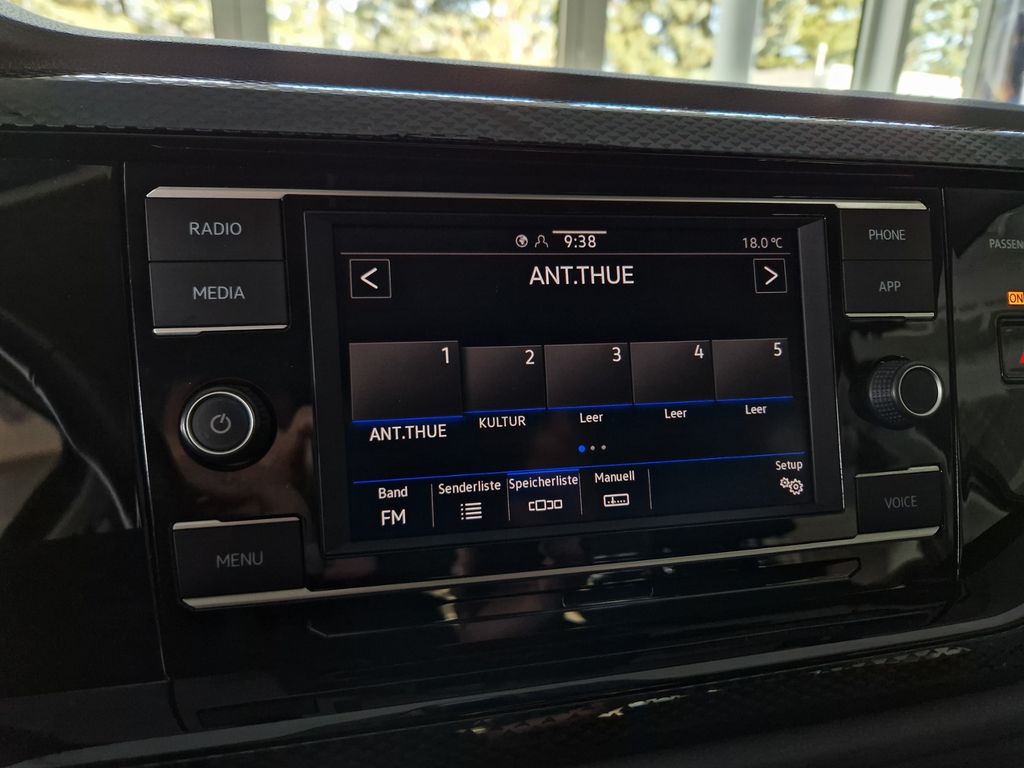 RADIO
MEDIA
MENU
9:38
18.0 °C
<
ANT.THUE
>
1
2
3
4
5
ANT.THUE
KULTUR
Leer
Leer
Leer
Band
FM
Senderliste
Speicherliste
Manuell
Setup
PHONE
APP
VOICE
ON